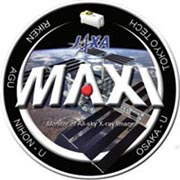 JAXA
RIKEN
TOKYO TECH
MAXI
Monitor of All-sky X-ray Image
AGU
NIHON - U
OSAKA - U